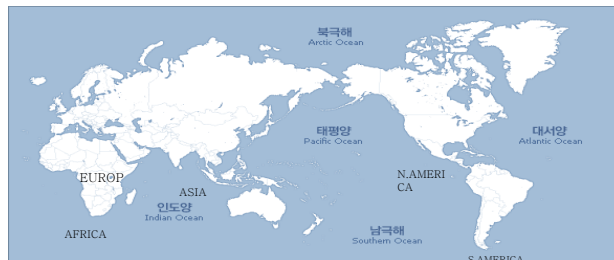 북극해
Arctic Ocean
태평양
Pacific Ocean
대서양
Atlantic Ocean
EUROP
N.AMERI
CA
ASIA
인도양
Indian Ocean
AFRICA
남극해
Southern Ocean
S.AMERICA